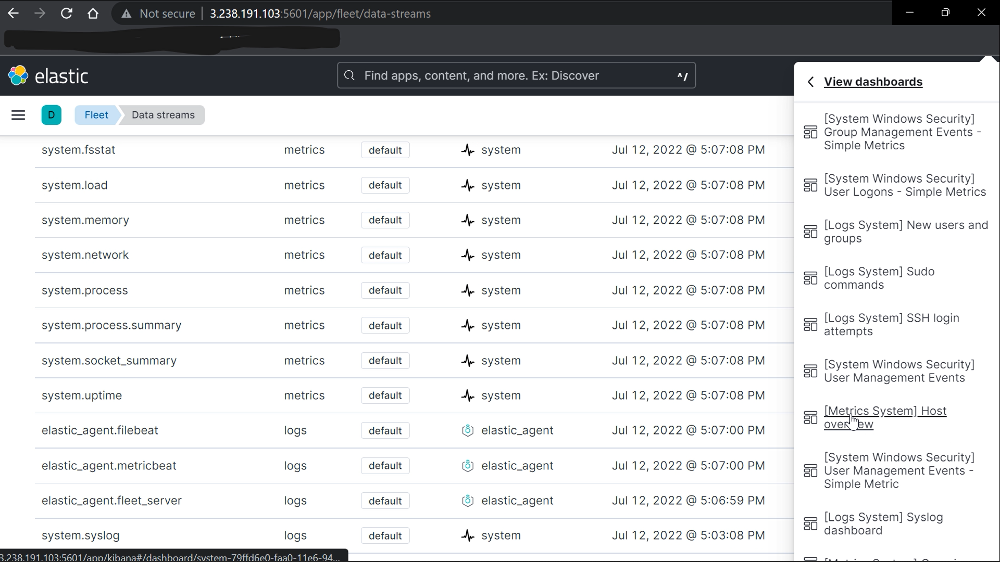 Not secure 3.238.191.103:5601/app/fleet/data-streams
elastic
Find apps, content, and more. Ex: Discover ^/
D Fleet Data streams
system.fsstat metrics default system Jul 12, 2022 @ 5:07:08 PM
system.load metrics default system Jul 12, 2022 @ 5:07:08 PM
system.memory metrics default system Jul 12, 2022 @ 5:07:08 PM
system.network metrics default system Jul 12, 2022 @ 5:07:08 PM
system.process metrics default system Jul 12, 2022 @ 5:07:08 PM
system.process.summary metrics default system Jul 12, 2022 @ 5:07:08 PM
system.socket_summary metrics default system Jul 12, 2022 @ 5:07:08 PM
system.uptime metrics default system Jul 12, 2022 @ 5:07:08 PM
elastic_agent.filebeat logs default elastic_agent Jul 12, 2022 @ 5:07:00 PM
elastic_agent.metricbeat logs default elastic_agent Jul 12, 2022 @ 5:07:00 PM
elastic_agent.fleet_server logs default elastic_agent Jul 12, 2022 @ 5:06:59 PM
system.syslog logs default system Jul 12, 2022 @ 5:03:08 PM
3.238.191.103:5601/app/kibana#/dashboard/system-79ffd6e0-faa0-11e6-94...
View dashboards
[System Windows Security]
Group Management Events -
Simple Metrics
[System Windows Security]
User Logons - Simple Metrics
[Logs System] New users and
groups
[Logs System] Sudo
commands
[Logs System] SSH login
attempts
[System Windows Security]
User Management Events
[Metrics System] Host
overview
[System Windows Security]
User Management Events -
Simple Metric
[Logs System] Syslog
dashboard